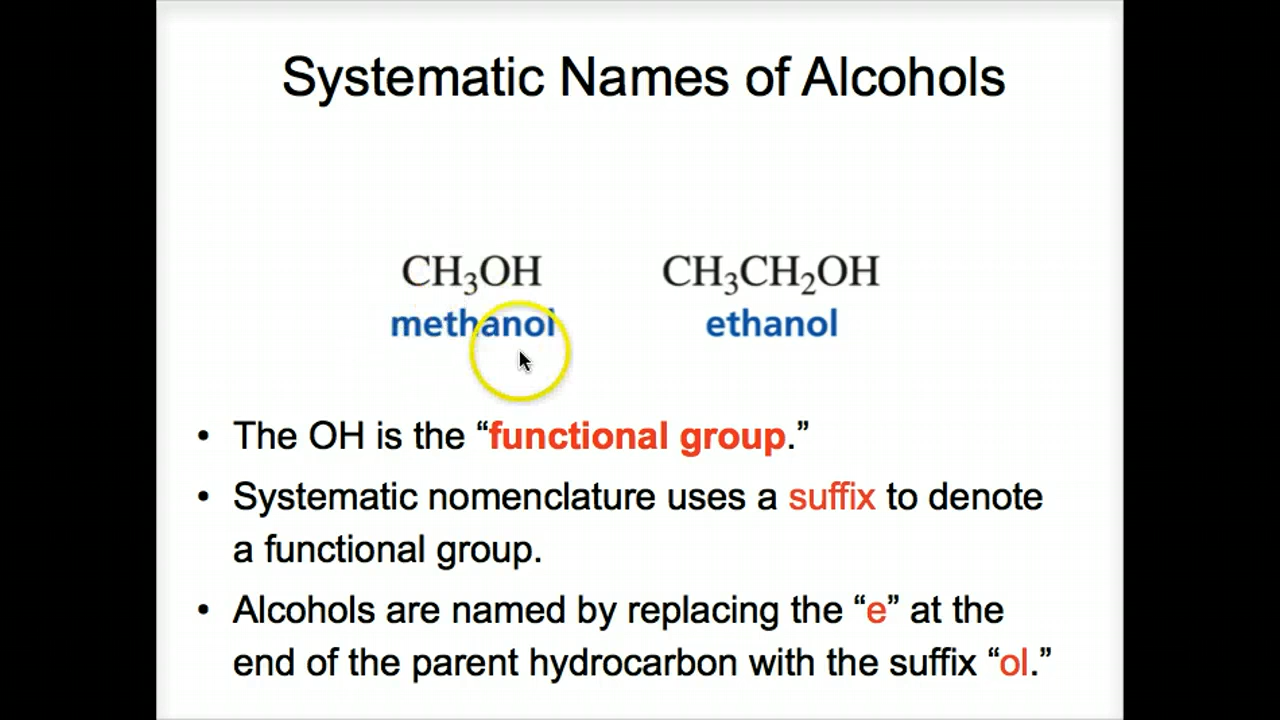 Systematic Names of Alcohols
CH₃OH CH₃CH₂OH
methanol ethanol
• The OH is the “functional group.”
• Systematic nomenclature uses a suffix to denote
a functional group.
• Alcohols are named by replacing the “e” at the
end of the parent hydrocarbon with the suffix “ol.”